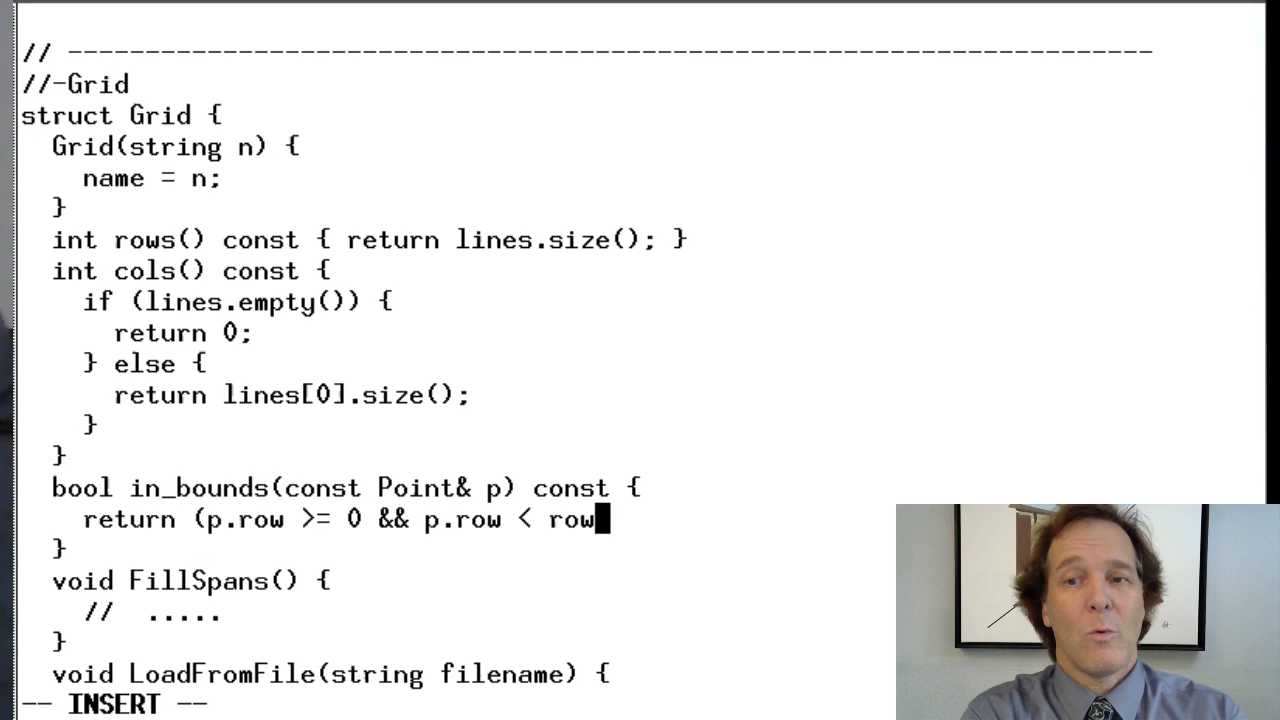 // ----------------------------------------------------------------------
//-Grid
struct Grid {
  Grid(string n) {
    name = n;
  }
  int rows() const { return lines.size(); }
  int cols() const {
    if (lines.empty()) {
      return 0;
    } else {
      return lines[0].size();
    }
  }
  bool in_bounds(const Point& p) const {
    return (p.row >= 0 && p.row < row
  }
  void FillSpans() {
    //  .....
  }
  void LoadFromFile(string filename) {
-- INSERT --